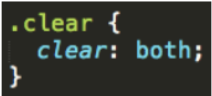 .clear {
  clear: both;
}